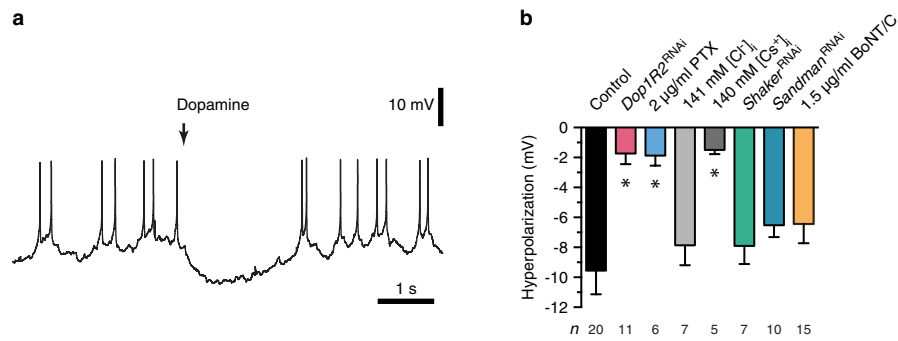 a
Dopamine
10 mV
1 s
b
Control
Dop1R2RNAi
2 µg/ml PTX
141 mM [Cl-]i
140 mM [Cs+]i
ShakerRNAi
SandmanRNAi
1.5 µg/ml BoNT/C
Hyperpolarization (mV)
0
-2
-4
-6
-8
-10
-12
* * *
n 20 11 6 7 5 7 10 15